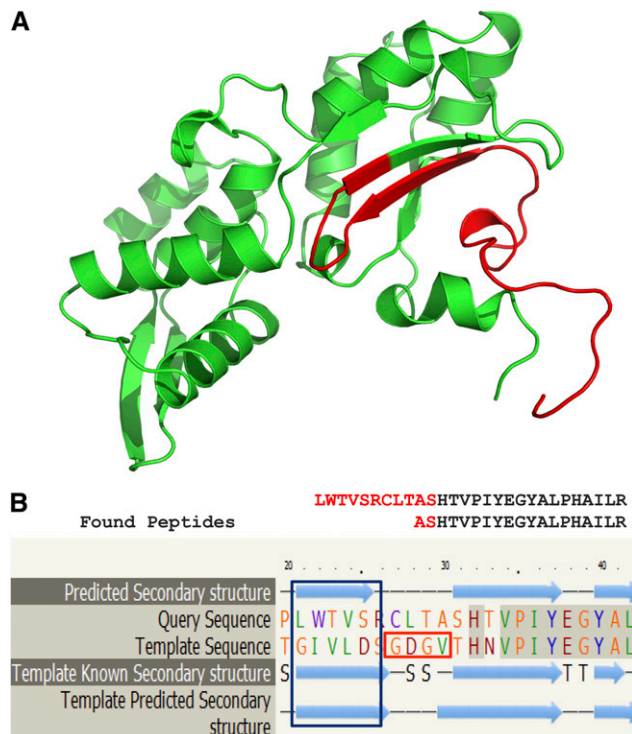 A
B
LWTVSRCLTASHTVPIYEGYALPHAILR
Found Peptides ASHTVPIYEGYALPHAILR
20 30 40
Predicted Secondary structure
Query Sequence PLWTVSRCLTASHTVPIYEGYAL
Template Sequence TGIVLDSGDGVTHNVPIYEGYAL
Template Known Secondary structure S SS TT
Template Predicted Secondary
structure